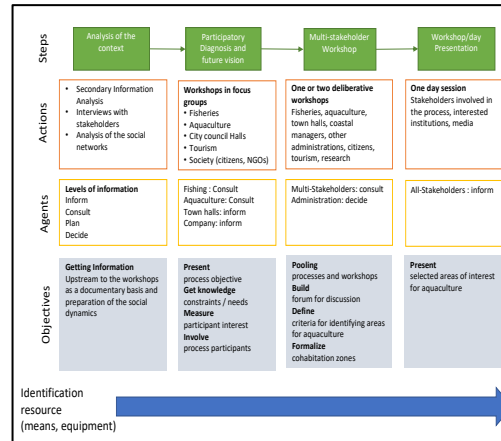 Steps
Analysis of the
context
Participatory
Diagnosis and
future vision
Multi-stakeholder
Workshop
Workshop/day
Presentation
Actions
• Secondary Information
Analysis
• Interviews with
stakeholders
• Analysis of the social
networks
Workshops in focus
groups
• Fisheries
• Aquaculture
• City council Halls
• Tourism
• Society (citizens, NGOs)
One or two deliberative
workshops
Fisheries, aquaculture,
town halls, coastal
managers, other
administrations, citizens,
tourism, research
One day session
Stakeholders involved in
the process, interested
institutions, media
Agents
Levels of information
Inform
Consult
Plan
Decide
Fishing : Consult
Aquaculture: Consult
Town halls: inform
Company: inform
Multi-Stakeholders: consult
Administration: decide
All-Stakeholders : inform
Objectives
Getting Information
Upstream to the workshops
as a documentary basis and
preparation of the social
dynamics
Present
process objective
Get knowledge
constraints / needs
Measure
participant interest
Involve
process participants
Pooling
processes and workshops
Build
forum for discussion
Define
criteria for identifying areas
for aquaculture
Formalize
cohabitation zones
Present
selected areas of interest
for aquaculture
Identification
resource
(means, equipment)